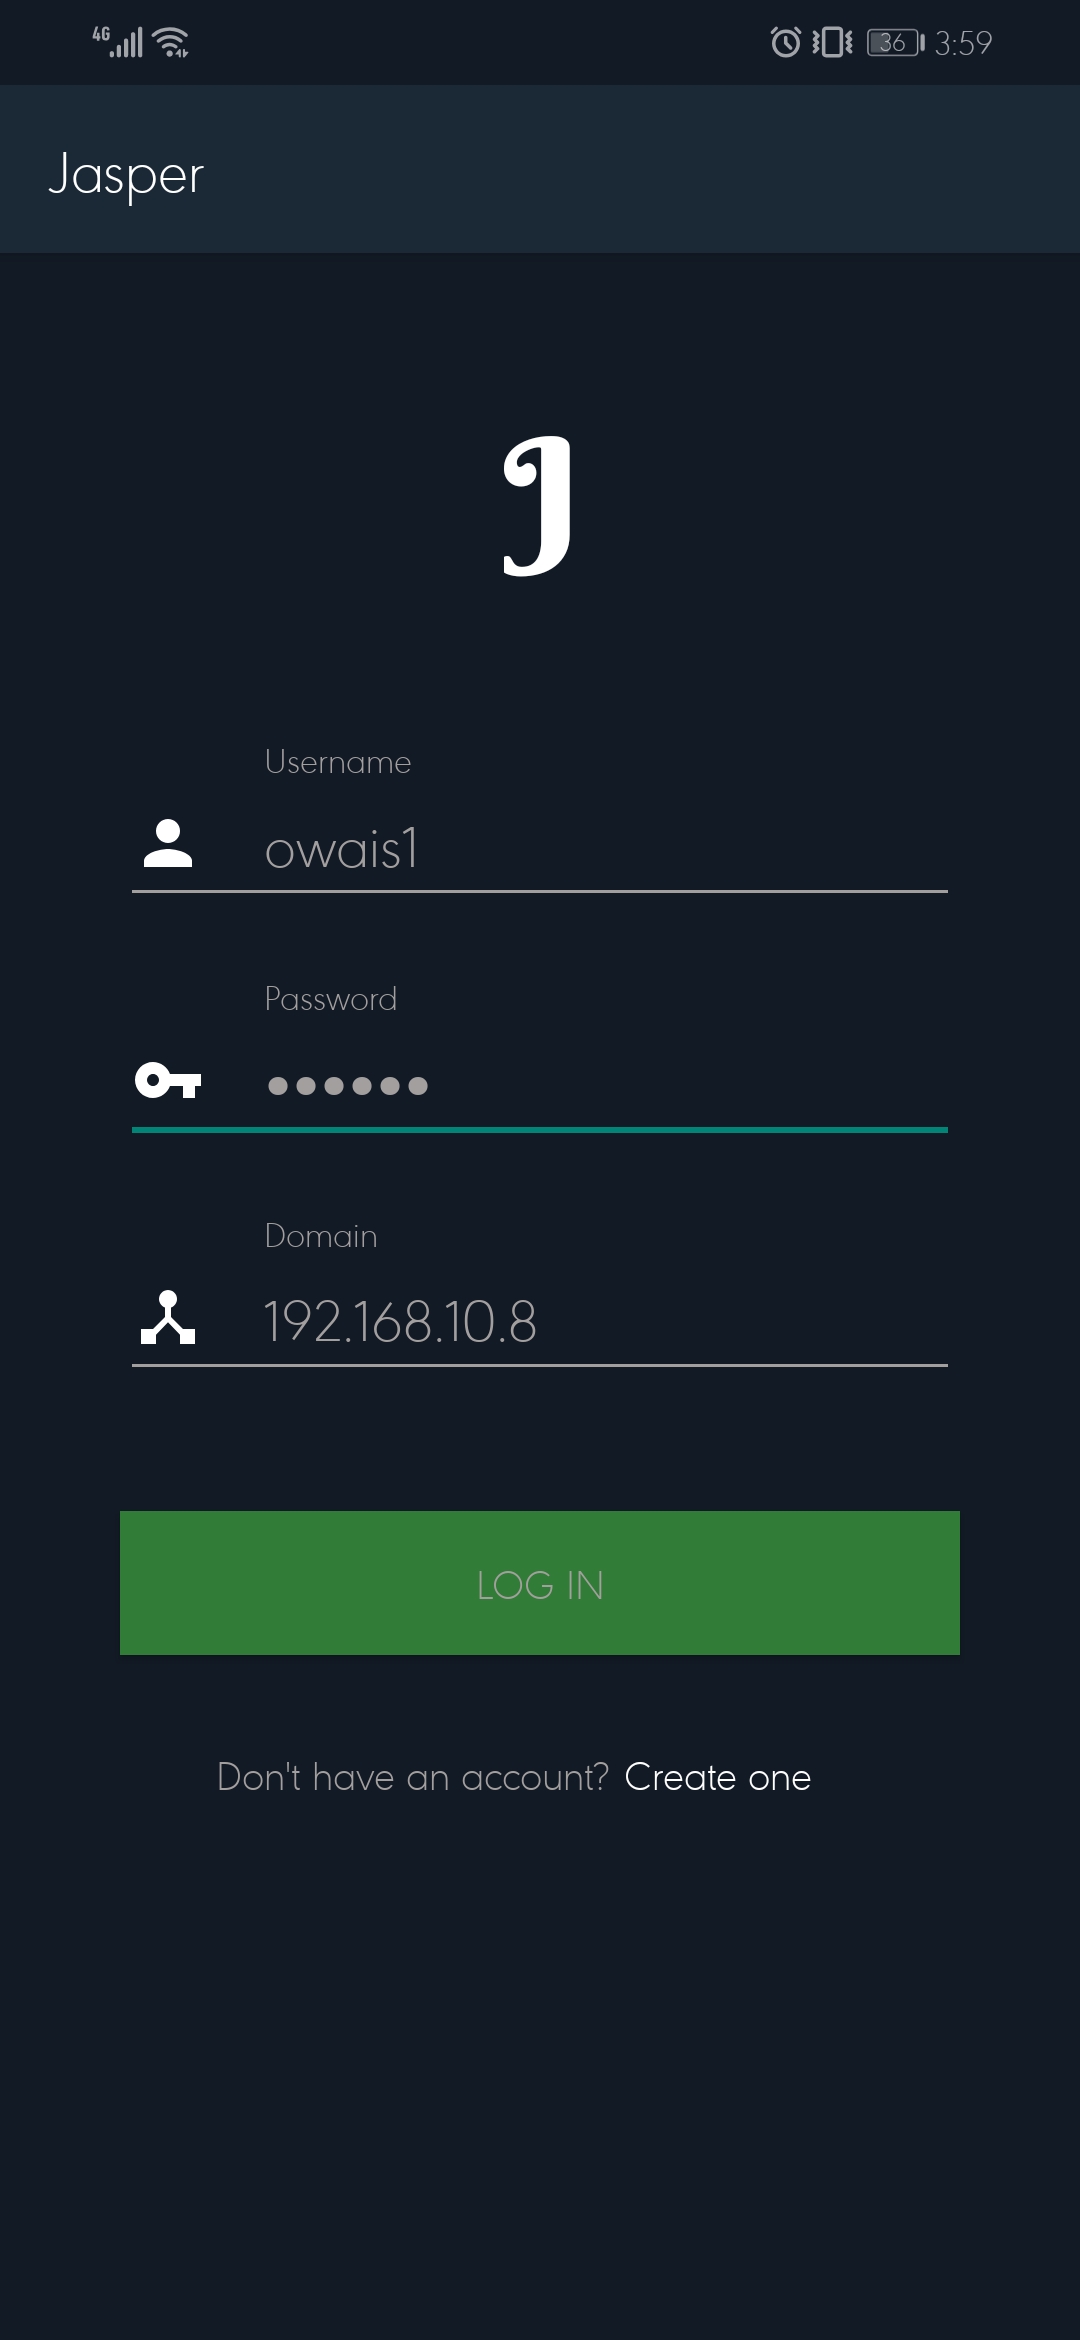 4G 36 3:59
Jasper
J
Username
owais1
Password
••••••
Domain
192.168.10.8
LOG IN
Don't have an account? Create one